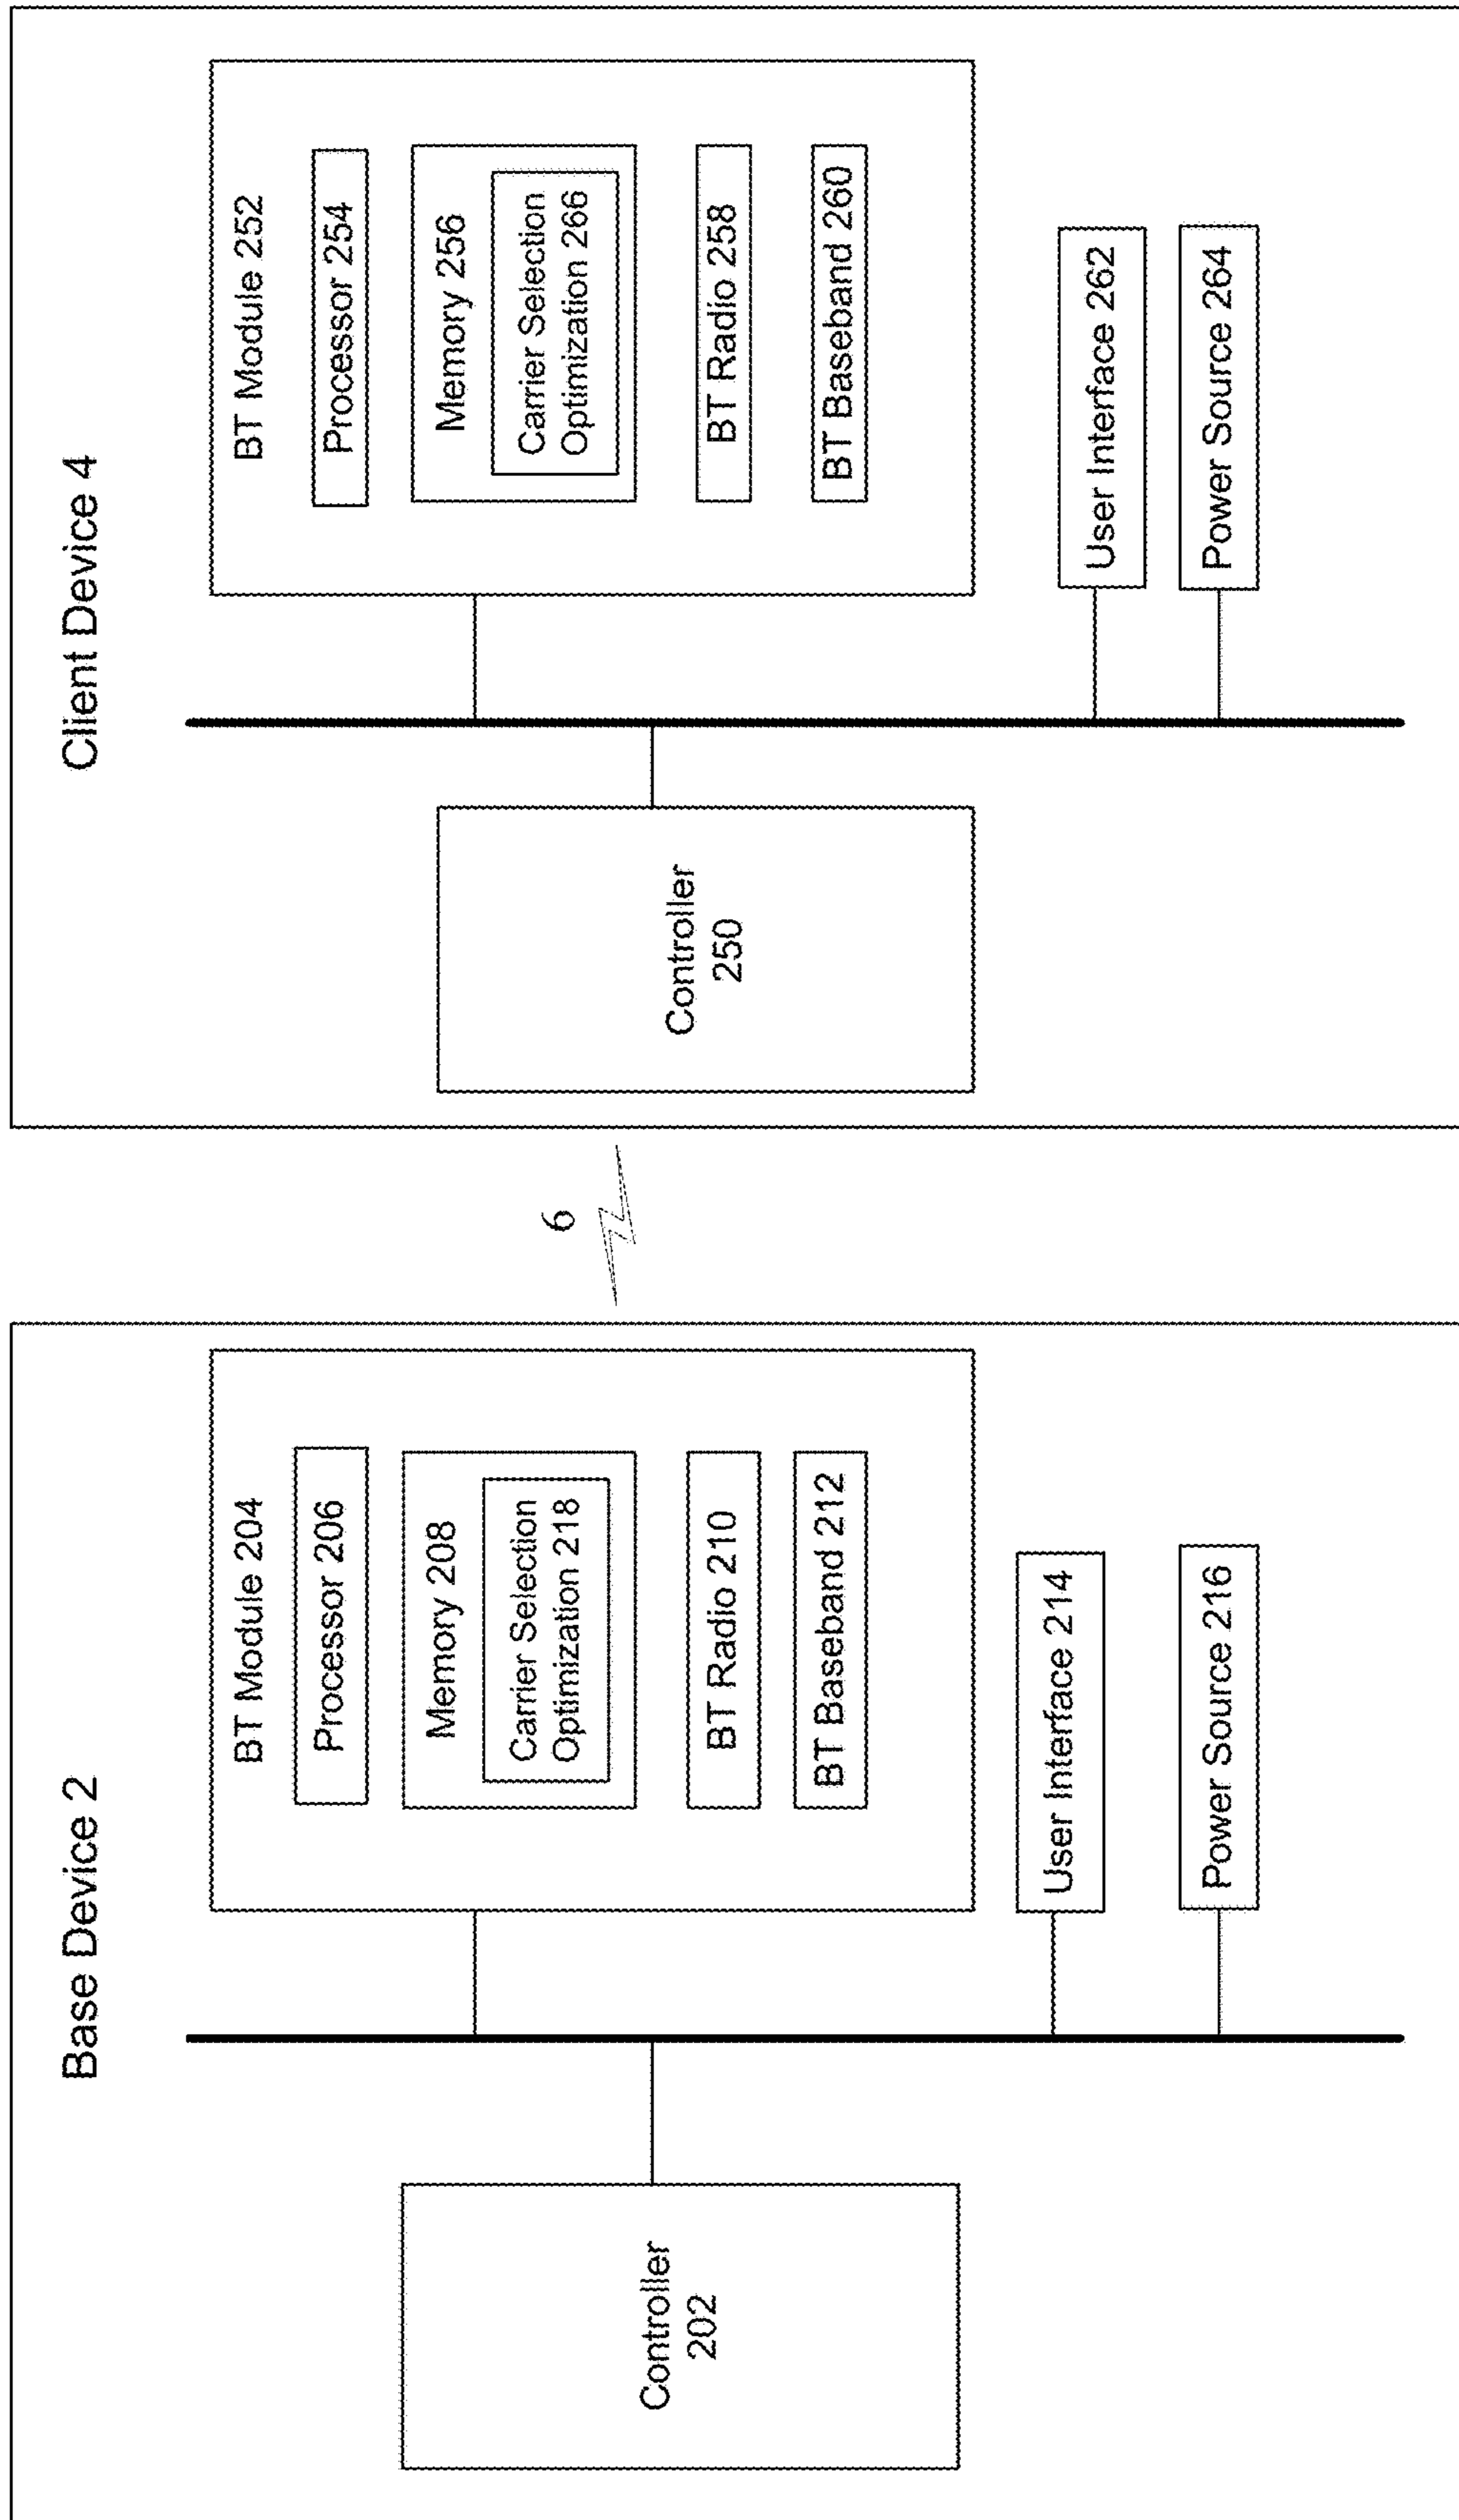 Base Device 2
BT Module 204
Processor 206
Memory 208
Carrier Selection
Optimization 218
BT Radio 210
BT Baseband 212
Controller
202
User Interface 214
Power Source 216
6
Client Device 4
BT Module 252
Processor 254
Memory 256
Carrier Selection
Optimization 266
BT Radio 258
BT Baseband 260
Controller
250
User Interface 262
Power Source 264